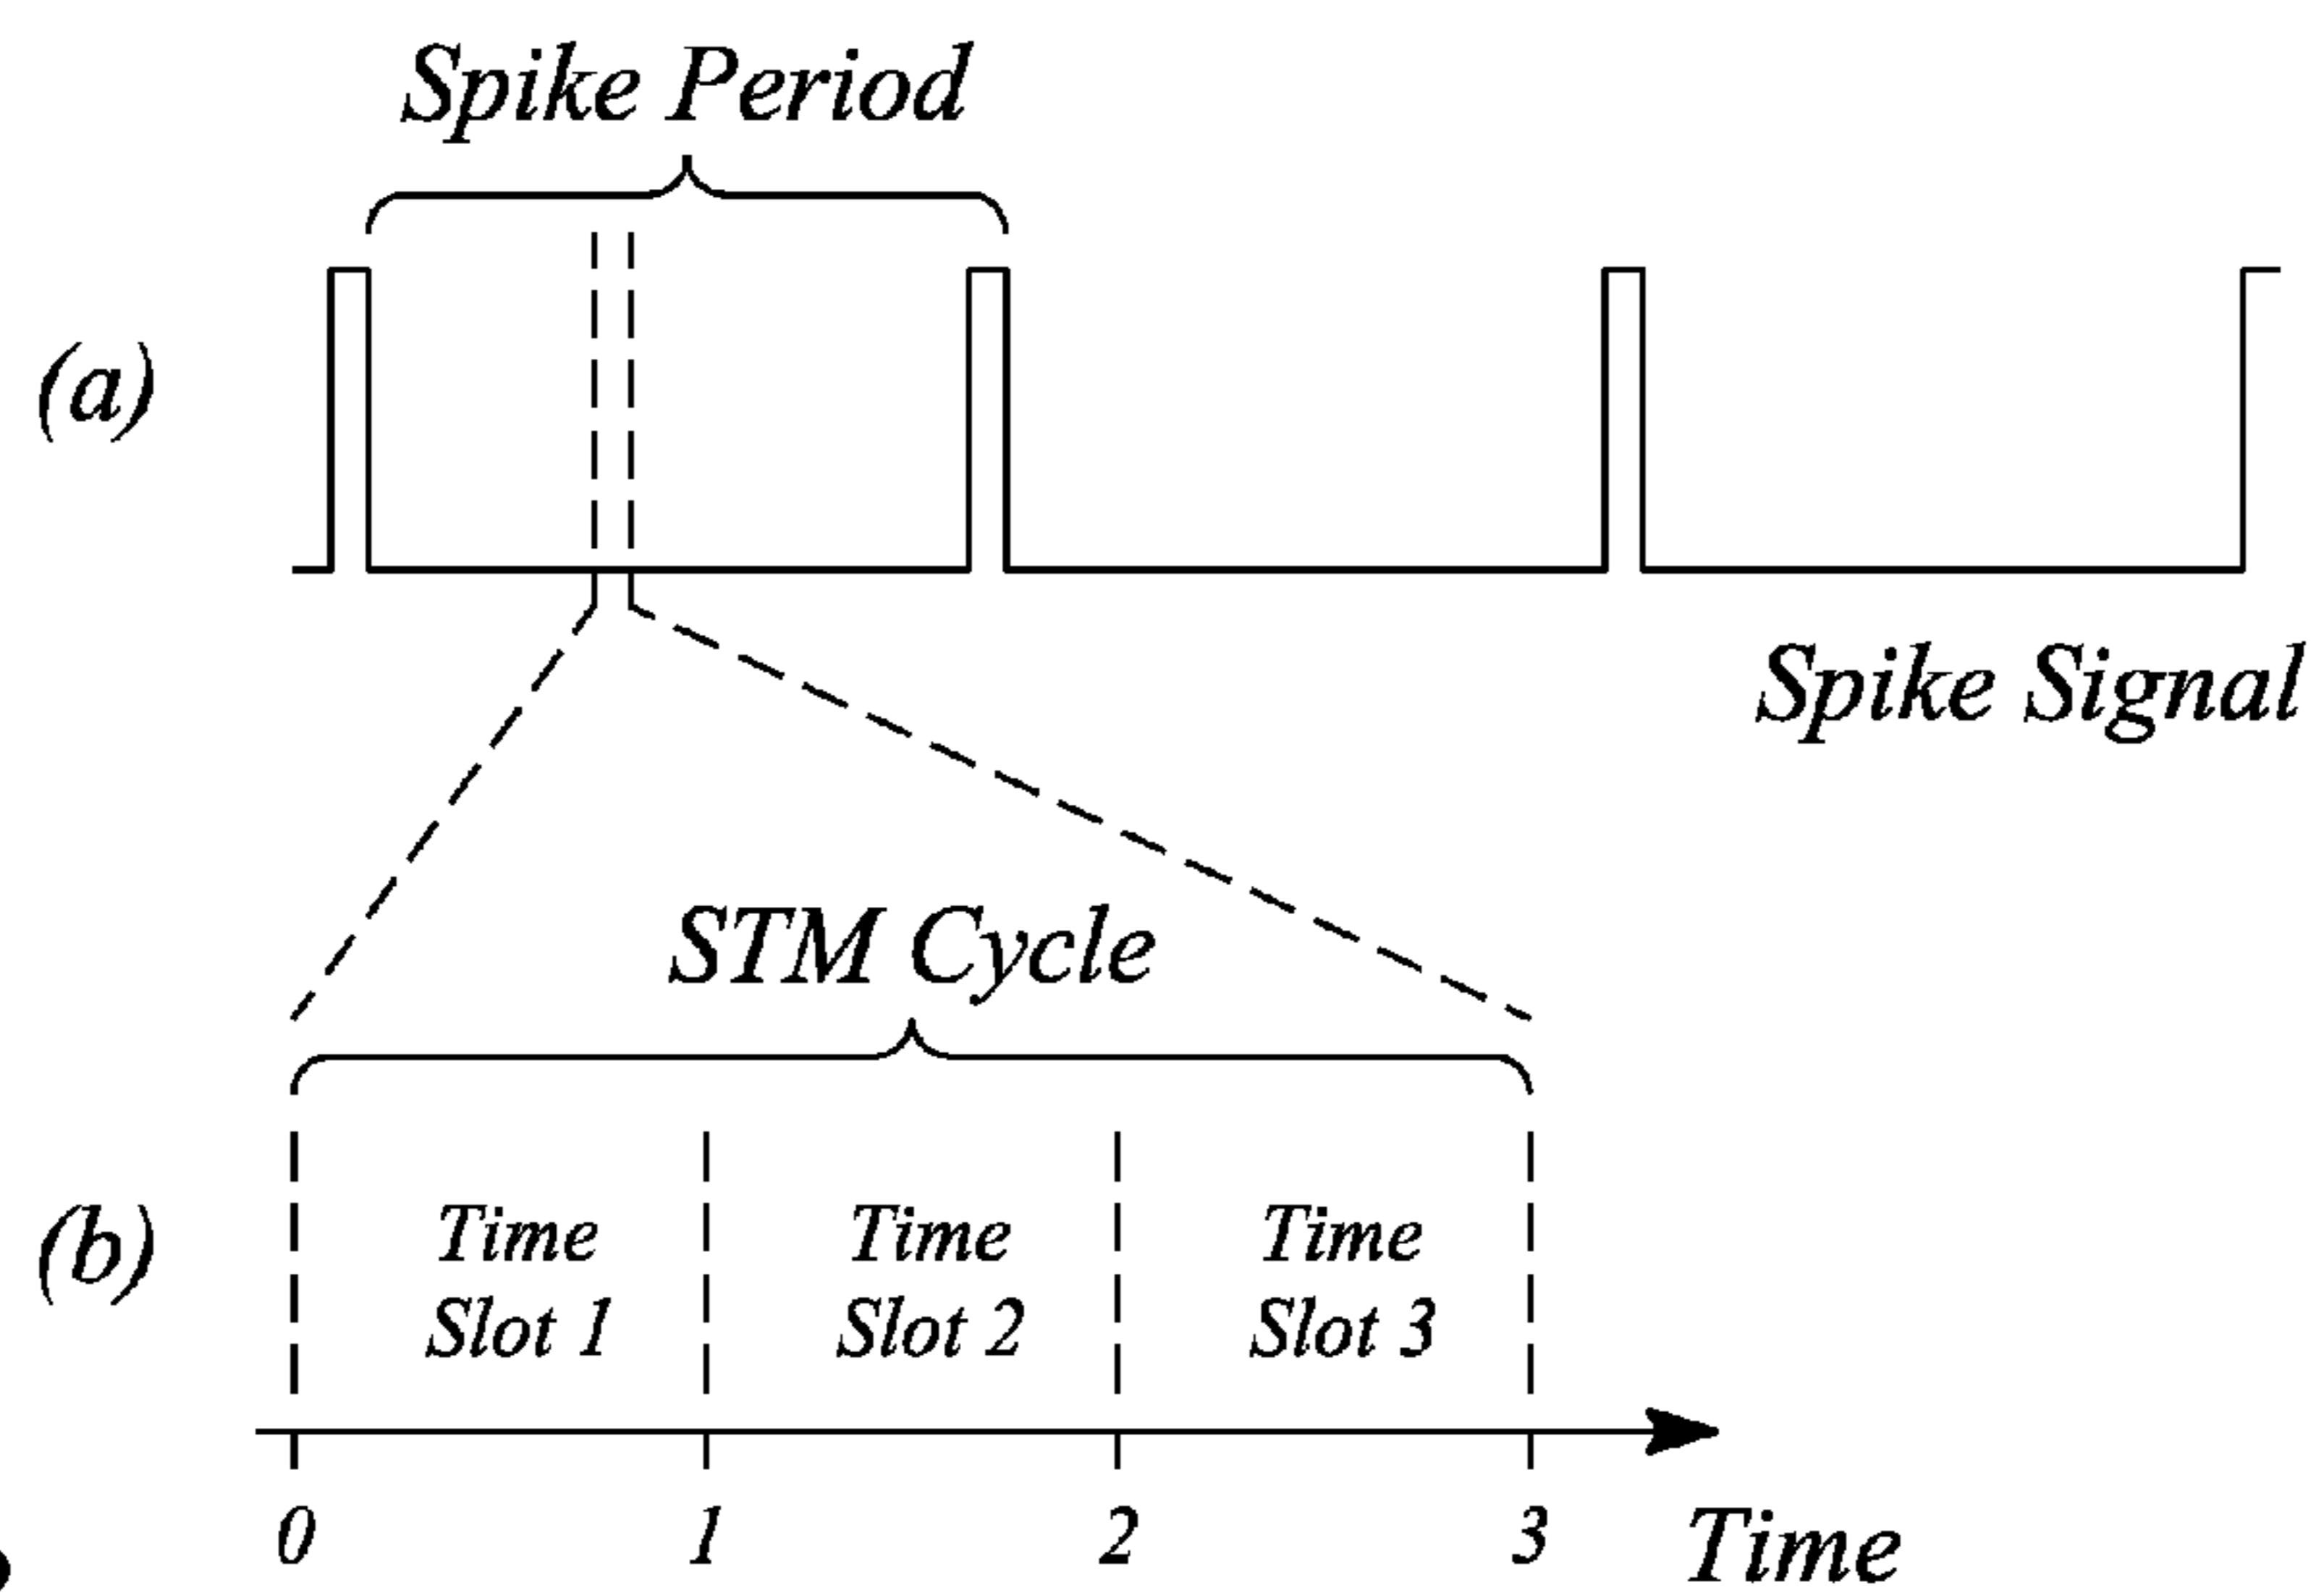 Spike Period
(a)
Spike Signal
STM Cycle
(b)
Time
Slot 1
Time
Slot 2
Time
Slot 3
0 1 2 3 Time